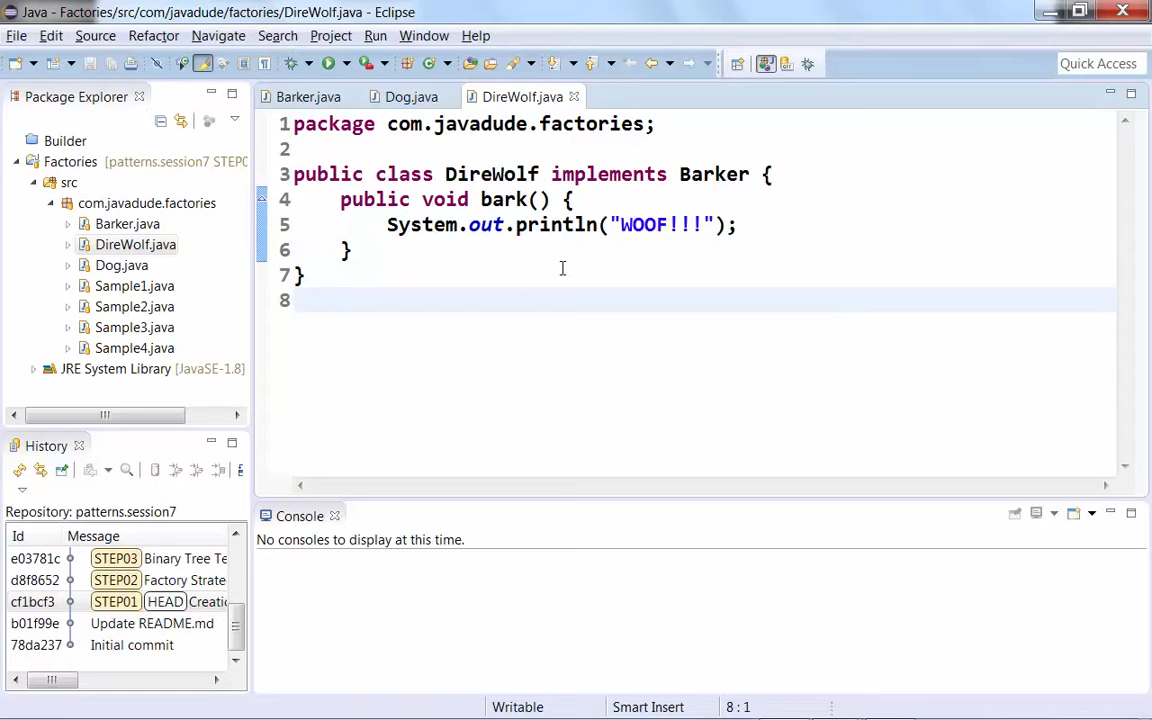 Java - Factories/src/com/javadude/factories/DireWolf.java - Eclipse
File Edit Source Refactor Navigate Search Project Run Window Help
Quick Access
Package Explorer
Builder
Factories [patterns.session7 STEP0
src
com.javadude.factories
Barker.java
DireWolf.java
Dog.java
Sample1.java
Sample2.java
Sample3.java
Sample4.java
JRE System Library [JavaSE-1.8]
History
Repository: patterns.session7
Id Message
e03781c STEP03 Binary Tree Te
d8f8652 STEP02 Factory Strate
cf1bcf3 STEP01 HEAD Creatio
b01f99e Update README.md
78da237 Initial commit
Barker.java Dog.java DireWolf.java
1 package com.javadude.factories;
2
3 public class DireWolf implements Barker {
4 public void bark() {
5 System.out.println("WOOF!!!");
6 }
7 }
8
Console
No consoles to display at this time.
Writable Smart Insert 8 : 1